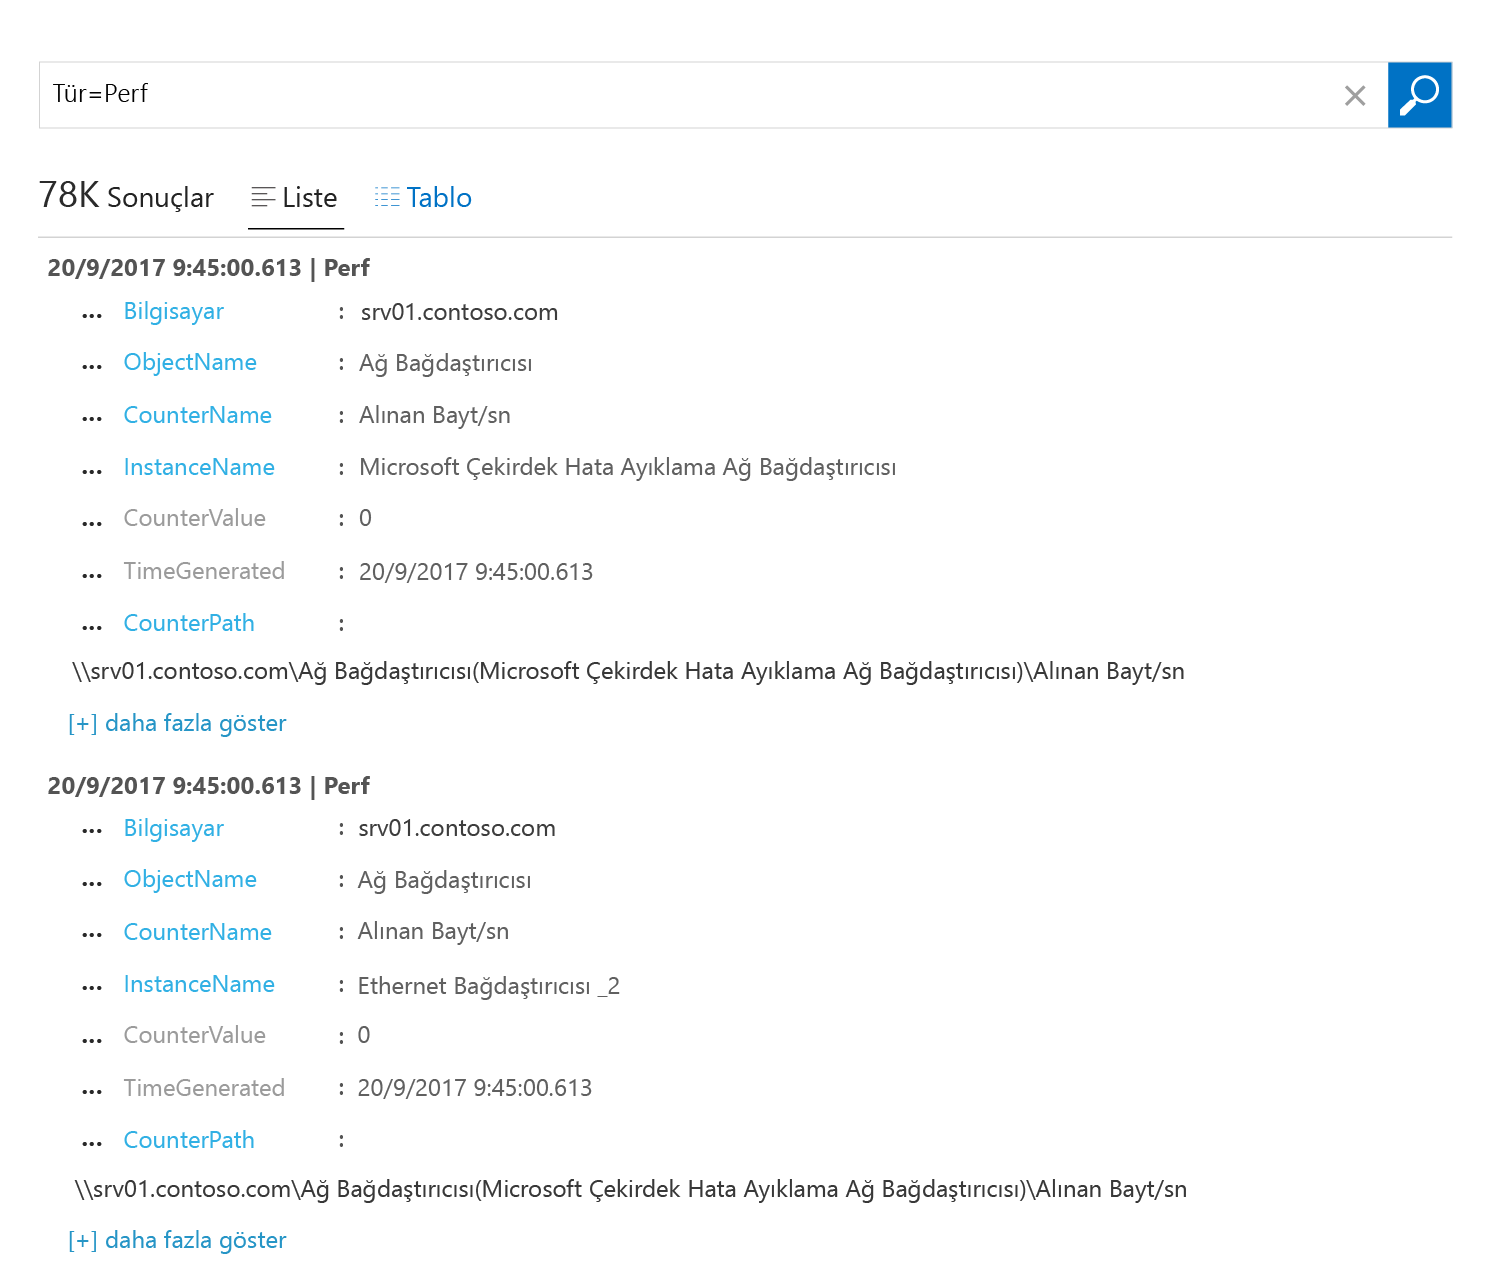 Tür=Perf
78K Sonuçlar Liste Tablo
20/9/2017 9:45:00.613 | Perf
... Bilgisayar : srv01.contoso.com
... ObjectName : Ağ Bağdaştırıcısı
... CounterName : Alınan Bayt/sn
... InstanceName : Microsoft Çekirdek Hata Ayıklama Ağ Bağdaştırıcısı
... CounterValue : 0
... TimeGenerated : 20/9/2017 9:45:00.613
... CounterPath :
\\srv01.contoso.com\Ağ Bağdaştırıcısı(Microsoft Çekirdek Hata Ayıklama Ağ Bağdaştırıcısı)\Alınan Bayt/sn
[+] daha fazla göster
20/9/2017 9:45:00.613 | Perf
... Bilgisayar : srv01.contoso.com
... ObjectName : Ağ Bağdaştırıcısı
... CounterName : Alınan Bayt/sn
... InstanceName : Ethernet Bağdaştırıcısı _2
... CounterValue : 0
... TimeGenerated : 20/9/2017 9:45:00.613
... CounterPath :
\\srv01.contoso.com\Ağ Bağdaştırıcısı(Microsoft Çekirdek Hata Ayıklama Ağ Bağdaştırıcısı)\Alınan Bayt/sn
[+] daha fazla göster